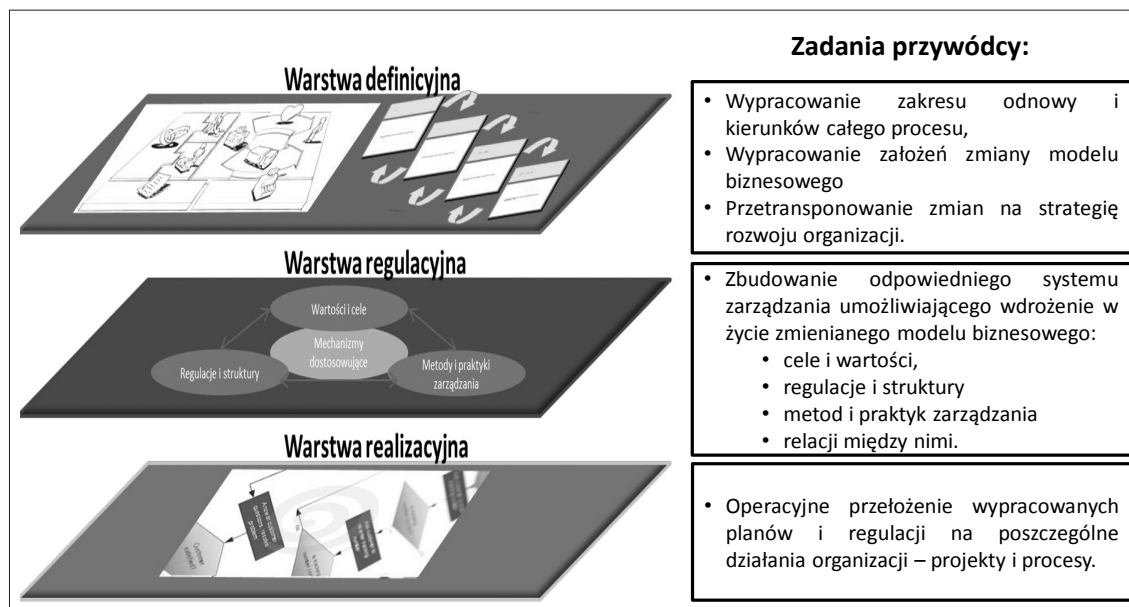 Zadania przywódcy:
Warstwa definicyjna
• Wypracowanie zakresu odnowy i
kierunków całego procesu,
• Wypracowanie założeń zmiany modelu
biznesowego
• Przetransponowanie zmian na strategię
rozwoju organizacji.
Warstwa regulacyjna
Wartości i cele
Mechanizmy
dostosowujące
Regulacje i struktury
Metody i praktyki
zarządzania
• Zbudowanie odpowiedniego systemu
zarządzania umożliwiającego wdrożenie w
życie zmienianego modelu biznesowego:
• cele i wartości,
• regulacje i struktury
• metod i praktyk zarządzania
• relacji między nimi.
Warstwa realizacyjna
Customer
no
• Operacyjne przełożenie wypracowanych
planów i regulacji na poszczególne
działania organizacji – projekty i procesy.